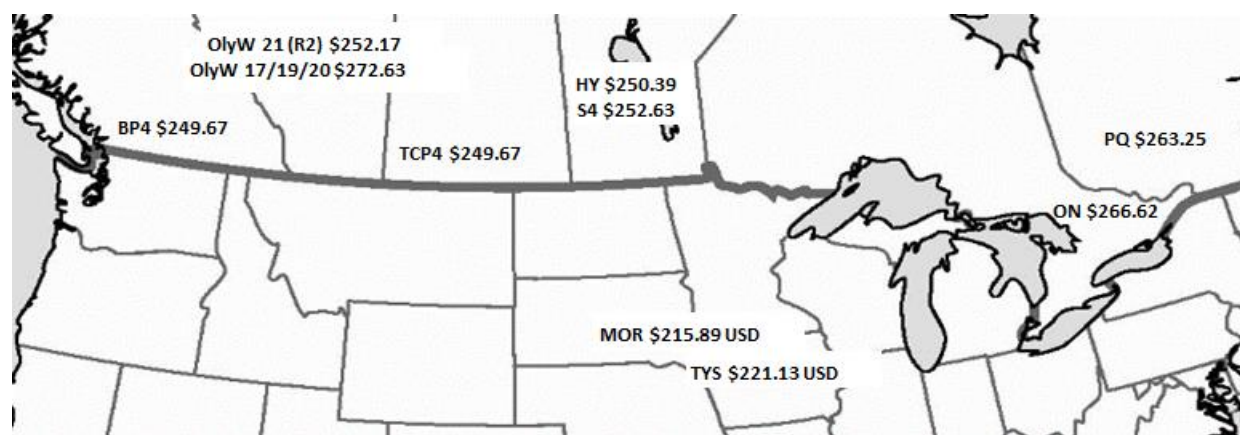 OlyW 21 (R2) $252.17
OlyW 17/19/20 $272.63
HY $250.39
S4 $252.63
BP4 $249.67
TCP4 $249.67
PQ $263.25
ON $266.62
MOR $215.89 USD
TYS $221.13 USD